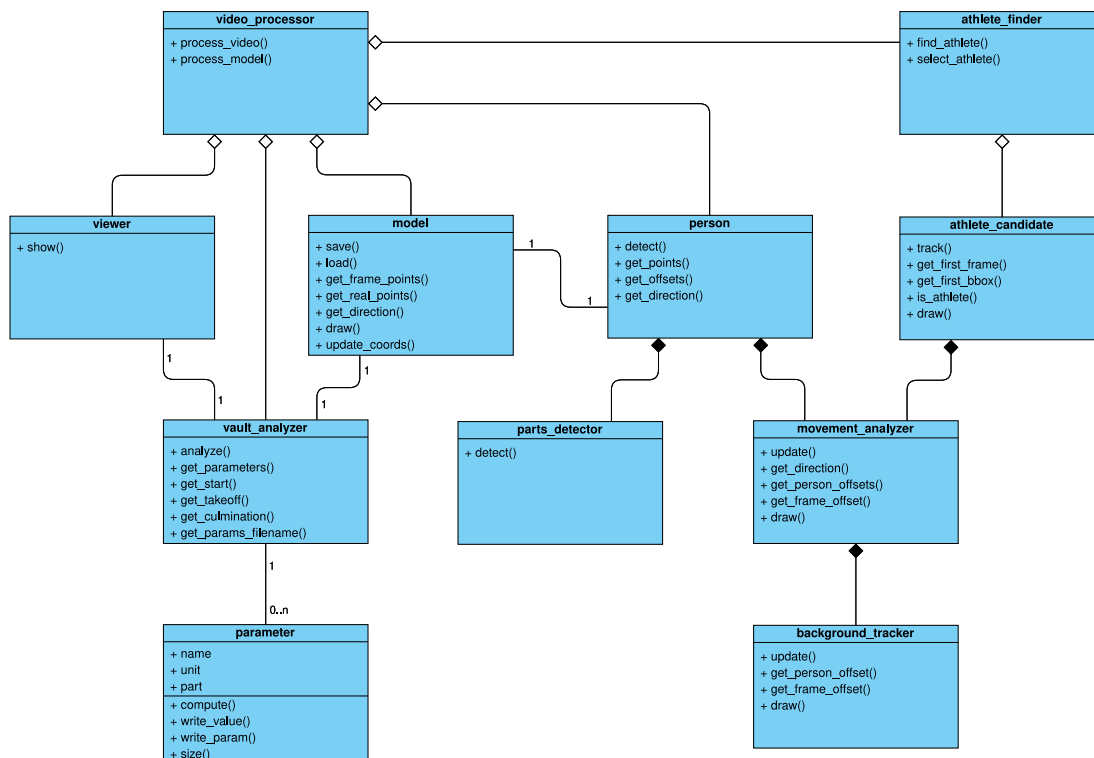 video_processor
+ process_video()
+ process_model()
athlete_finder
+ find_athlete()
+ select_athlete()
viewer
+ show()
model
+ save()
+ load()
+ get_frame_points()
+ get_real_points()
+ get_direction()
+ draw()
+ update_coords()
person
+ detect()
+ get_points()
+ get_offsets()
+ get_direction()
athlete_candidate
+ track()
+ get_first_frame()
+ get_first_bbox()
+ is_athlete()
+ draw()
1
1
1
1
1
1
vault_analyzer
+ analyze()
+ get_parameters()
+ get_start()
+ get_takeoff()
+ get_culmination()
+ get_params_filename()
parts_detector
+ detect()
movement_analyzer
+ update()
+ get_direction()
+ get_person_offsets()
+ get_frame_offset()
+ draw()
1
0..n
parameter
+ name
+ unit
+ part
+ compute()
+ write_value()
+ write_param()
+ size()
background_tracker
+ update()
+ get_person_offset()
+ get_frame_offset()
+ draw()